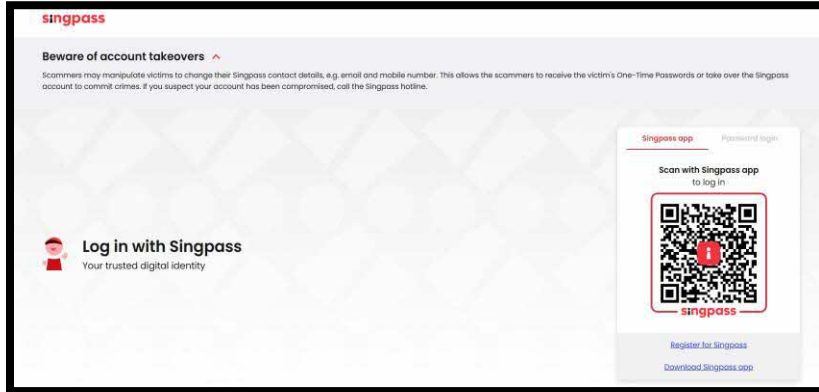 singpass
Beware of account takeovers
Scammers may manipulate victims to change their Singpass contact details, e.g. email and mobile number. This allows the scammers to receive the victim's One-Time Passwords or take over the Singpass
account to commit crimes. If you suspect your account has been compromised, call the Singpass hotline.
Singpass app Password login
Scan with Singpass app
to log in
Log in with Singpass
Your trusted digital identity
singpass
Register for Singpass
Download Singpass app